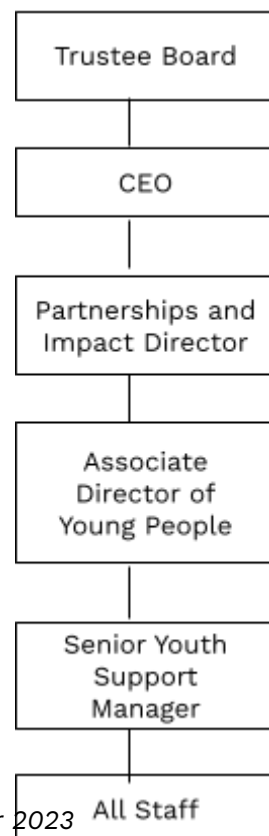 Trustee Board
CEO
Partnerships and
Impact Director
Associate
Director of
Young People
Senior Youth
Support
Manager
All Staff
2023